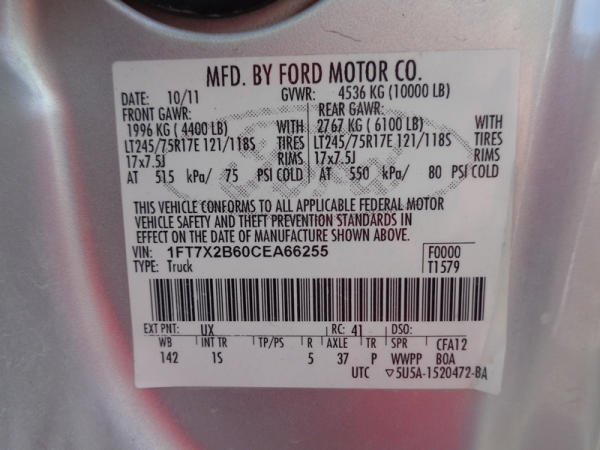 MFD. BY FORD MOTOR CO.
DATE: 10/11 GVWR: 4536 KG (10000 LB)
FRONT GAWR: REAR GAWR:
1996 KG (4400 LB) WITH 2767 KG (6100 LB) WITH
LT245/75R17E 121/118S TIRES LT245/75R17E 121/118S TIRES
17x7.5J RIMS 17x7.5J RIMS
AT 515 kPa/ 75 PSI COLD AT 550 kPa/ 80 PSI COLD
THIS VEHICLE CONFORMS TO ALL APPLICABLE FEDERAL MOTOR
VEHICLE SAFETY AND THEFT PREVENTION STANDARDS IN
EFFECT ON THE DATE OF MANUFACTURE SHOWN ABOVE.
VIN: 1FT7X2B60CEA66255 F0000
TYPE: Truck T1579
EXT PNT: UX RC: 41 DSO:
WB INT TR TP/PS R AXLE TR SPR CFA12
142 1S 5 37 P WWPP BOA
UTC ▽5U5A-1520472-BA